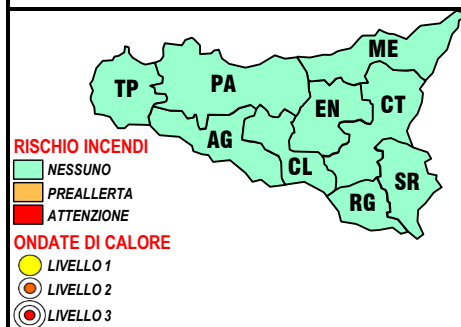 ME
PA
TP
EN
CT
AG
CL
SR
RG
RISCHIO INCENDI
NESSUNO
PREALLERTA
ATTENZIONE
ONDATE DI CALORE
LIVELLO 1
LIVELLO 2
LIVELLO 3